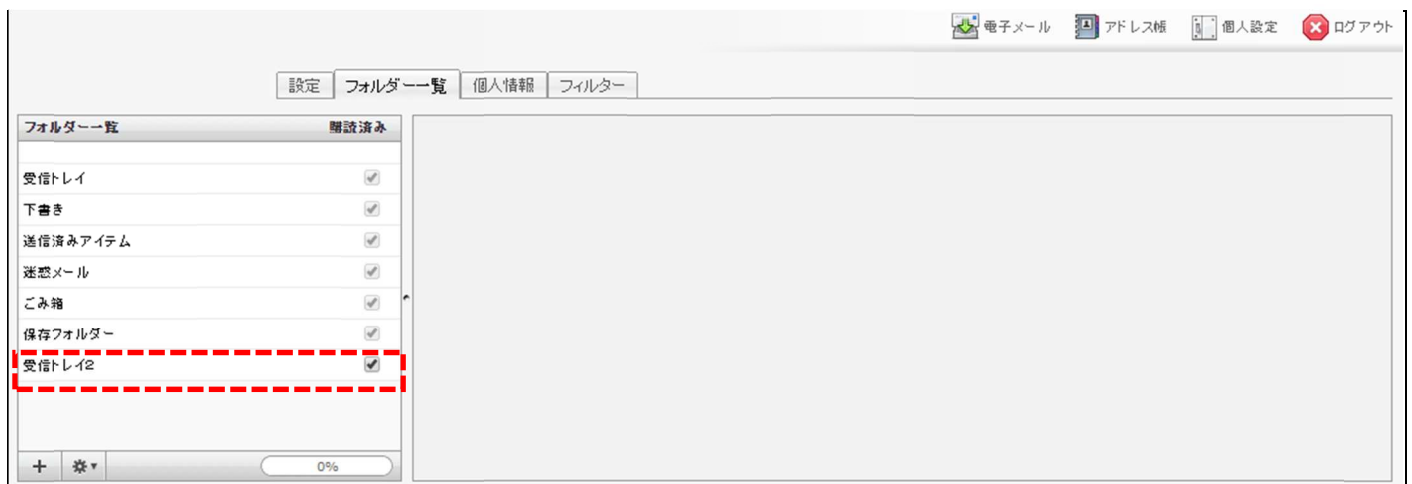 電子メール アドレス帳 個人設定 ログアウト
設定 フォルダー一覧 個人情報 フィルター
フォルダー一覧 購読済み
受信トレイ
下書き
送信済みアイテム
迷惑メール
ごみ箱
保存フォルダー
受信トレイ2
0%